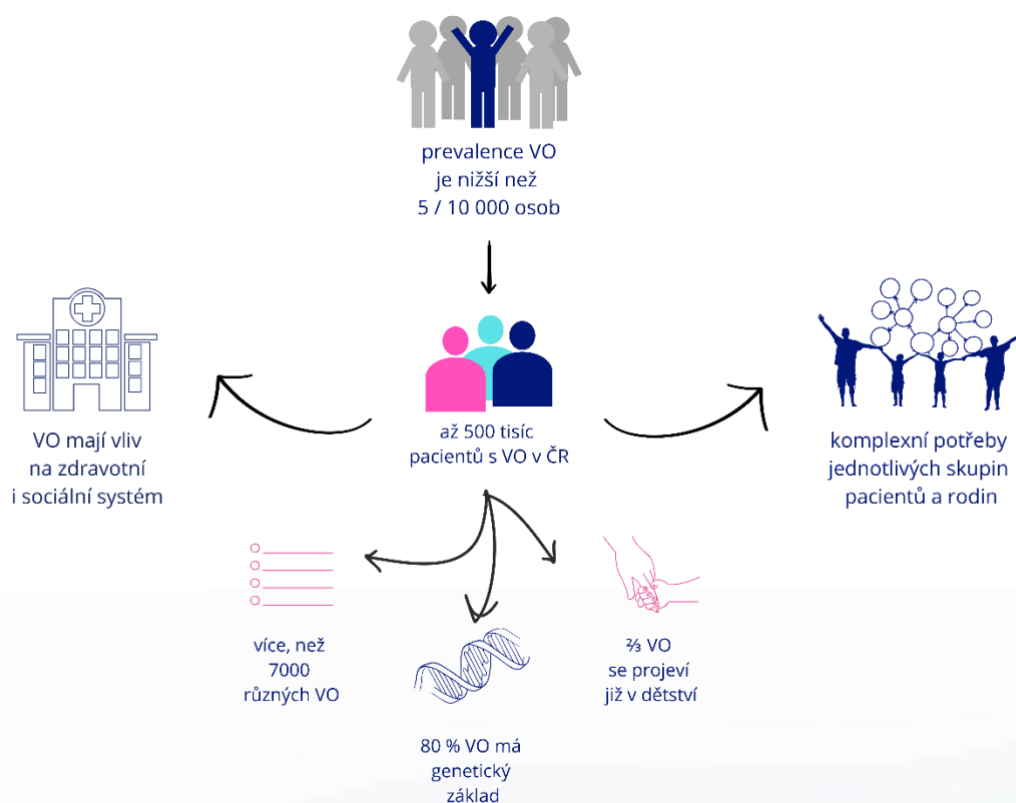 prevalence VO
je nižší než
5 / 10 000 osob
VO mají vliv
na zdravotní
i sociální systém
až 500 tisíc
pacientů s VO v ČR
komplexní potřeby
jednotlivých skupin
pacientů a rodin
více, než
7000
různých VO
80 % VO má
genetický
základ
⅔ VO
se projeví
již v dětství